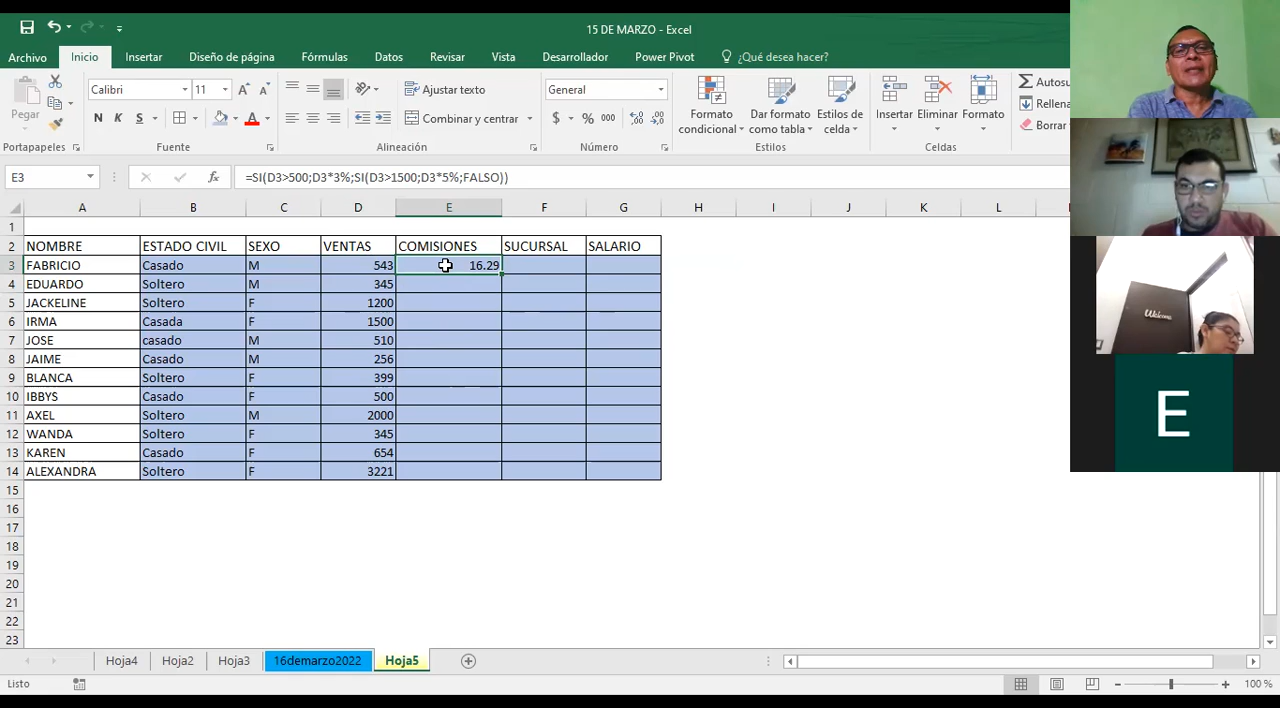 15 DE MARZO - Excel
Archivo Inicio Insertar Diseño de página Fórmulas Datos Revisar Vista Desarrollador Power Pivot ¿Qué desea hacer?
Pegar
Calibri 11
N K S
Ajustar texto
Combinar y centrar
General
$ % 000
Formato condicional
Dar formato como tabla
Estilos de celda
Insertar Eliminar Formato
Autosu
Rellena
Borrar
Portapapeles Fuente Alineación Número Estilos Celdas
E3 fx =SI(D3>500;D3*3%;SI(D3>1500;D3*5%;FALSO))
A B C D E F G H I J K L
1
2 NOMBRE ESTADO CIVIL SEXO VENTAS COMISIONES SUCURSAL SALARIO
3 FABRICIO Casado M 543 16.29
4 EDUARDO Soltero M 345
5 JACKELINE Soltero F 1200
6 IRMA Casada F 1500
7 JOSE casado M 510
8 JAIME Casado M 256
9 BLANCA Soltero F 399
10 IBBYS Casado F 500
11 AXEL Soltero M 2000
12 WANDA Soltero F 345
13 KAREN Casado F 654
14 ALEXANDRA Soltero F 3221
15
16
17
18
19
20
21
22
23
Hoja4 Hoja2 Hoja3 16demarzo2022 Hoja5
Listo 100 %
Welcome
E